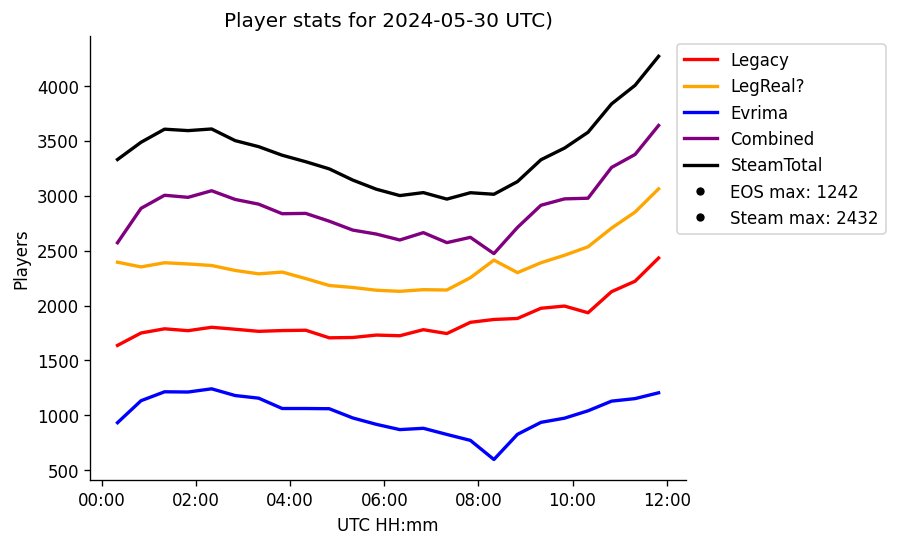 Player stats for 2024-05-30 UTC)
Legacy
LegReal?
Evrima
Combined
SteamTotal
EOS max: 1242
Steam max: 2432
Players
4000
3500
3000
2500
2000
1500
1000
500
00:00 02:00 04:00 06:00 08:00 10:00 12:00
UTC HH:mm